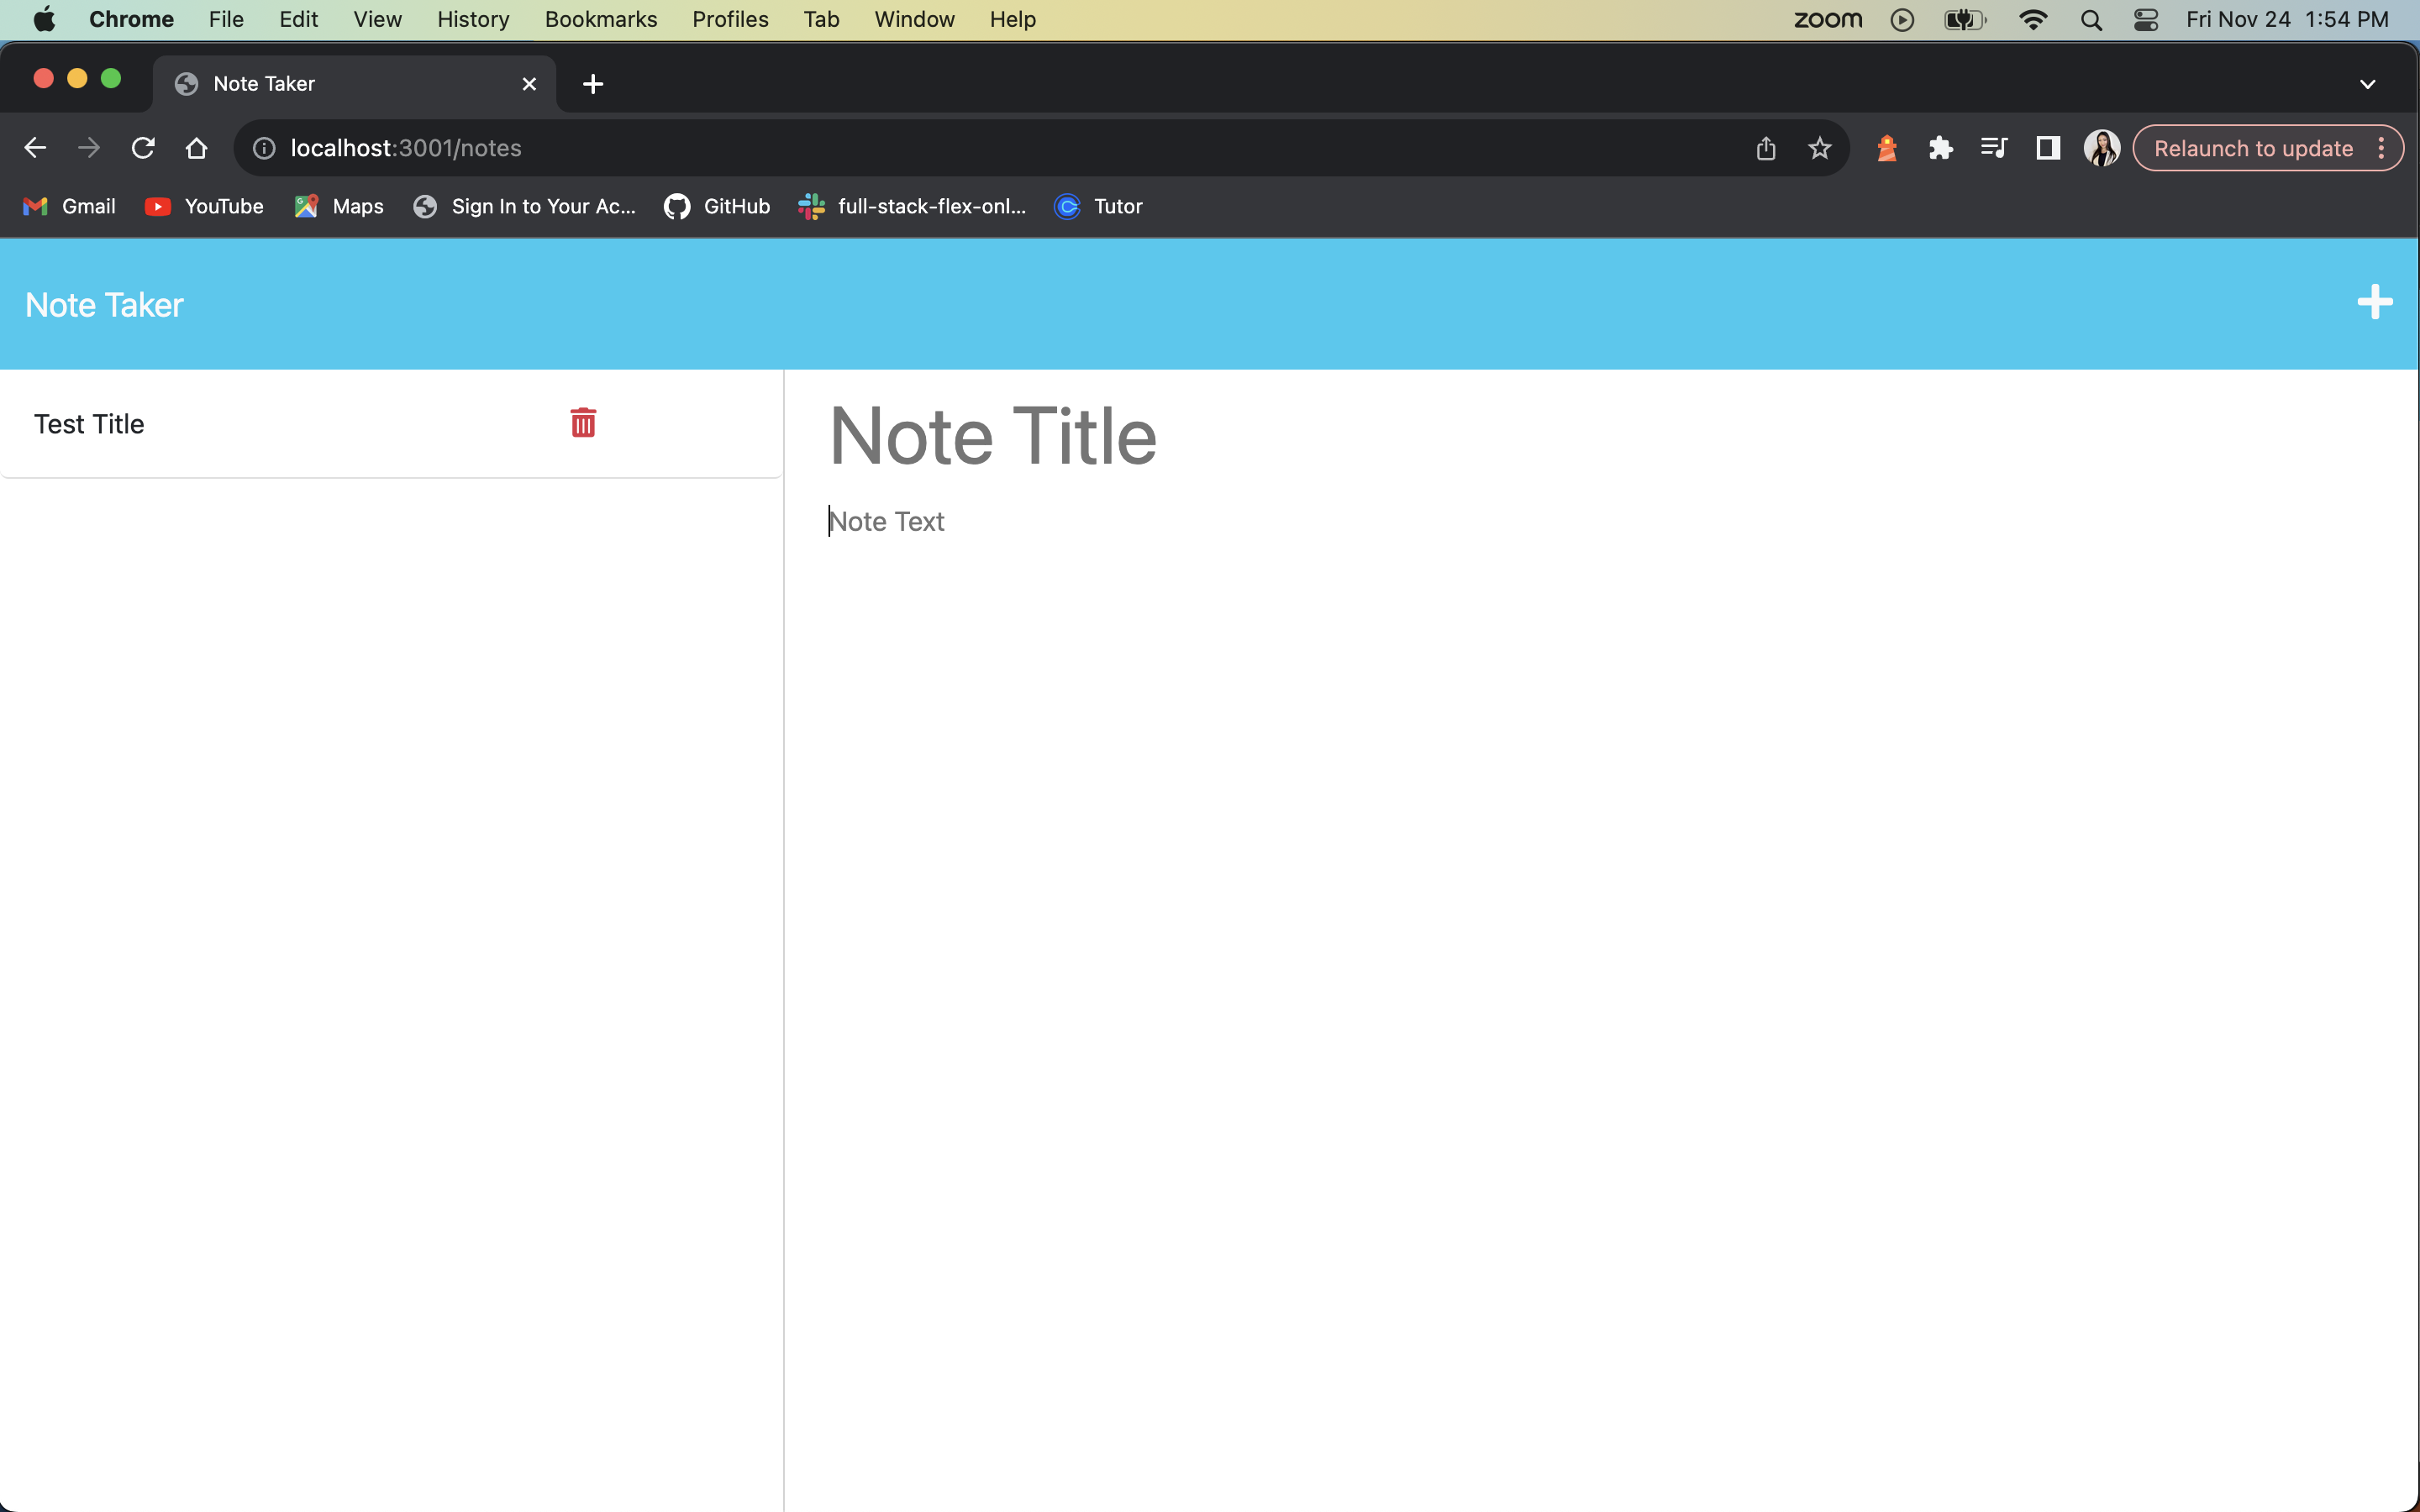 Chrome File Edit View History Bookmarks Profiles Tab Window Help zoom Fri Nov 24 1:54 PM
Note Taker
localhost:3001/notes Relaunch to update
Gmail YouTube Maps Sign In to Your Ac... GitHub full-stack-flex-onl... Tutor
Note Taker
Test Title
Note Title
Note Text